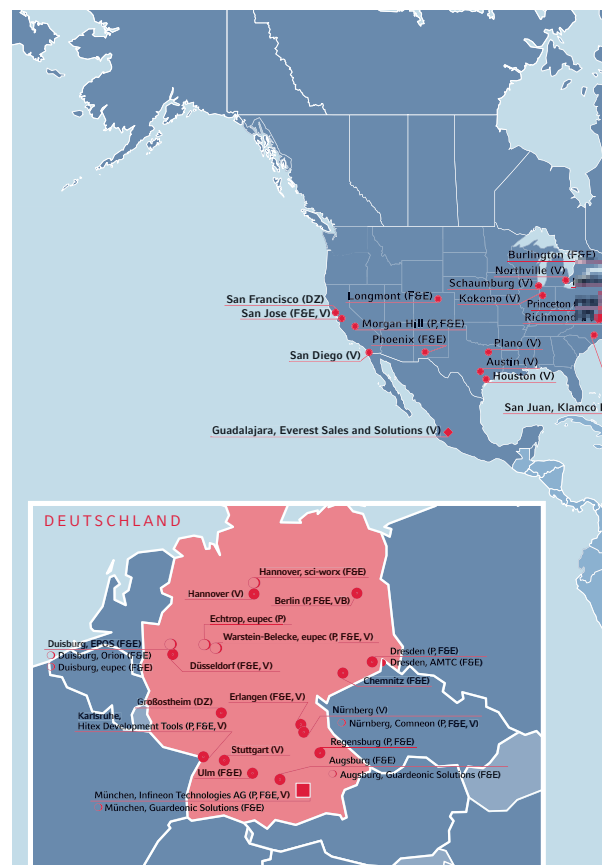 Burlington (F&E)
Northville (V)
Schaumburg (V)
Longmont (F&E)
Kokomo (V)
San Francisco (DZ)
Princeton
San Jose (F&E, V)
Richmond
Morgan Hill (P, F&E)
Phoenix (F&E)
Plano (V)
San Diego (V)
Austin (V)
Houston (V)
San Juan, Klamco
Guadalajara, Everest Sales and Solutions (V)
DEUTSCHLAND
Hannover, sci-worx (F&E)
Hannover (V)
Berlin (P, F&E, VB)
Echtrop, eupec (P)
Warstein-Belecke, eupec (P, F&E, V)
Duisburg, EPOS (F&E)
Duisburg, Orion (F&E)
Duisburg, eupec (F&E)
Düsseldorf (F&E, V)
Dresden (P, F&E)
Dresden, AMTC (F&E)
Chemnitz (F&E)
Großostheim (DZ)
Erlangen (F&E, V)
Karlsruhe,
Hitex Development Tools (P, F&E, V)
Nürnberg (V)
Nürnberg, Comneon (P, F&E, V)
Regensburg (P, F&E)
Stuttgart (V)
Augsburg (F&E)
Ulm (F&E)
Augsburg, Guardeonic Solutions (F&E)
München, Infineon Technologies AG (P, F&E, V)
München, Guardeonic Solutions (F&E)